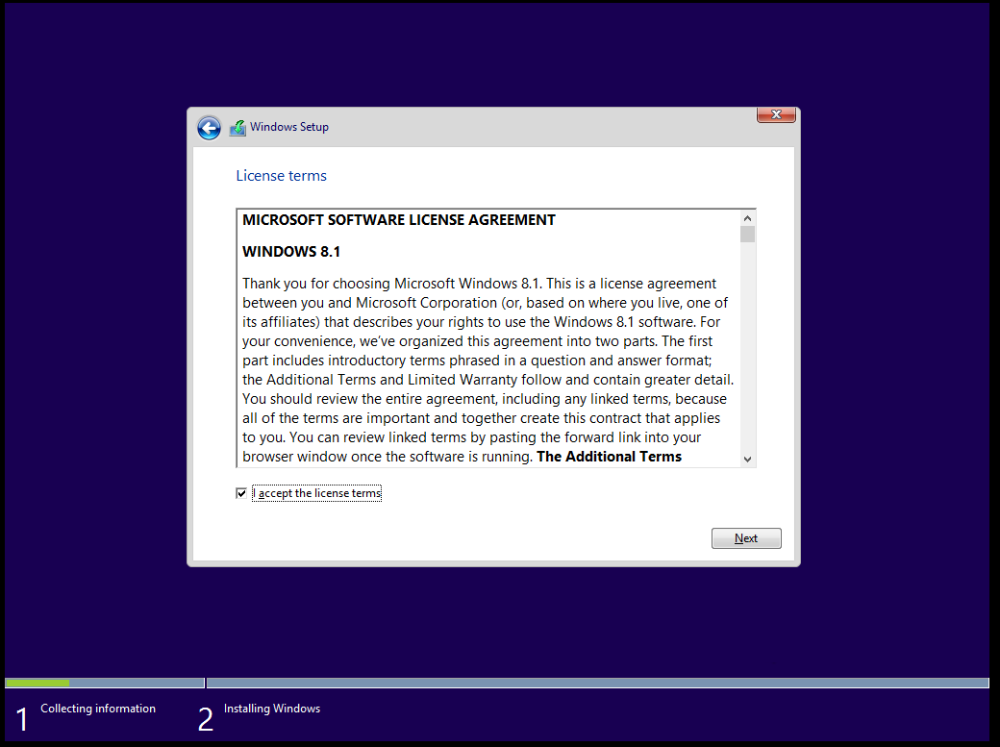 Windows Setup
License terms
MICROSOFT SOFTWARE LICENSE AGREEMENT
WINDOWS 8.1
Thank you for choosing Microsoft Windows 8.1. This is a license agreement
between you and Microsoft Corporation (or, based on where you live, one of
its affiliates) that describes your rights to use the Windows 8.1 software. For
your convenience, we've organized this agreement into two parts. The first
part includes introductory terms phrased in a question and answer format;
the Additional Terms and Limited Warranty follow and contain greater detail.
You should review the entire agreement, including any linked terms, because
all of the terms are important and together create this contract that applies
to you. You can review linked terms by pasting the forward link into your
browser window once the software is running. The Additional Terms
I accept the license terms
Next
1 Collecting information
2 Installing Windows